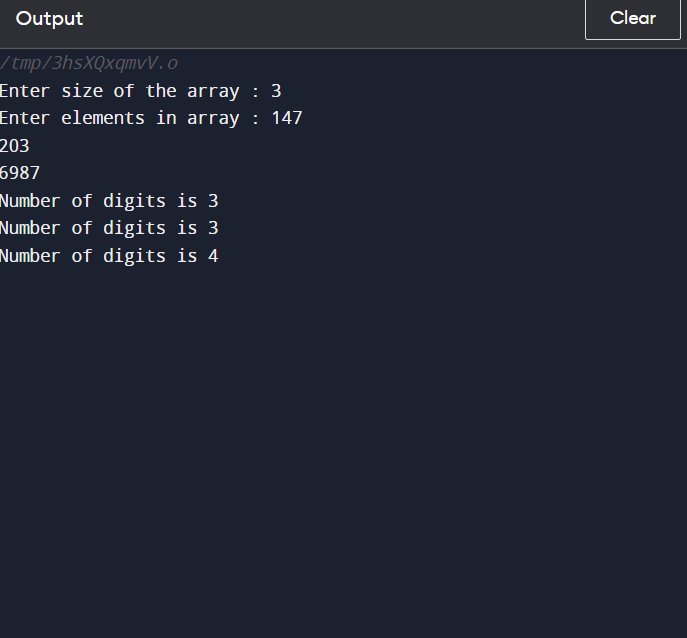 Output
Clear
/tmp/3hsXQxqmvV.o
Enter size of the array : 3
Enter elements in array : 147
203
6987
Number of digits is 3
Number of digits is 3
Number of digits is 4